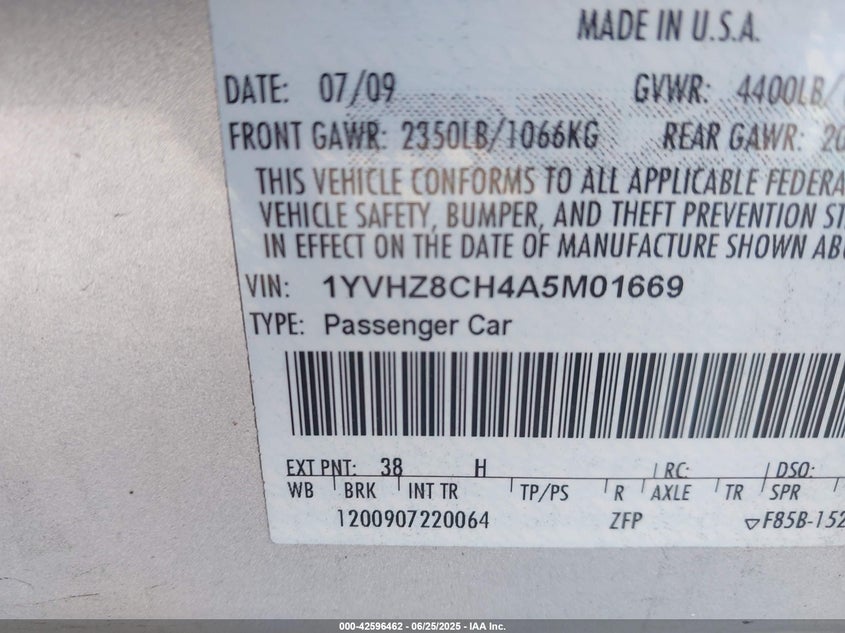 MADE IN U.S.A.
DATE: 07/09 GVWR: 4400LB/
FRONT GAWR: 2350LB/1066KG REAR GAWR: 20
THIS VEHICLE CONFORMS TO ALL APPLICABLE FEDERA
VEHICLE SAFETY, BUMPER, AND THEFT PREVENTION ST
IN EFFECT ON THE DATE OF MANUFACTURE SHOWN ABO
VIN: 1YVHZ8CH4A5M01669
TYPE: Passenger Car
EXT PNT: 38 H RC: DSO:
WB BRK INT TR TP/PS R AXLE TR SPR
1200907220064 ZFP ▽F85B-152
000-42596462 - 06/25/2025 - IAA Inc.